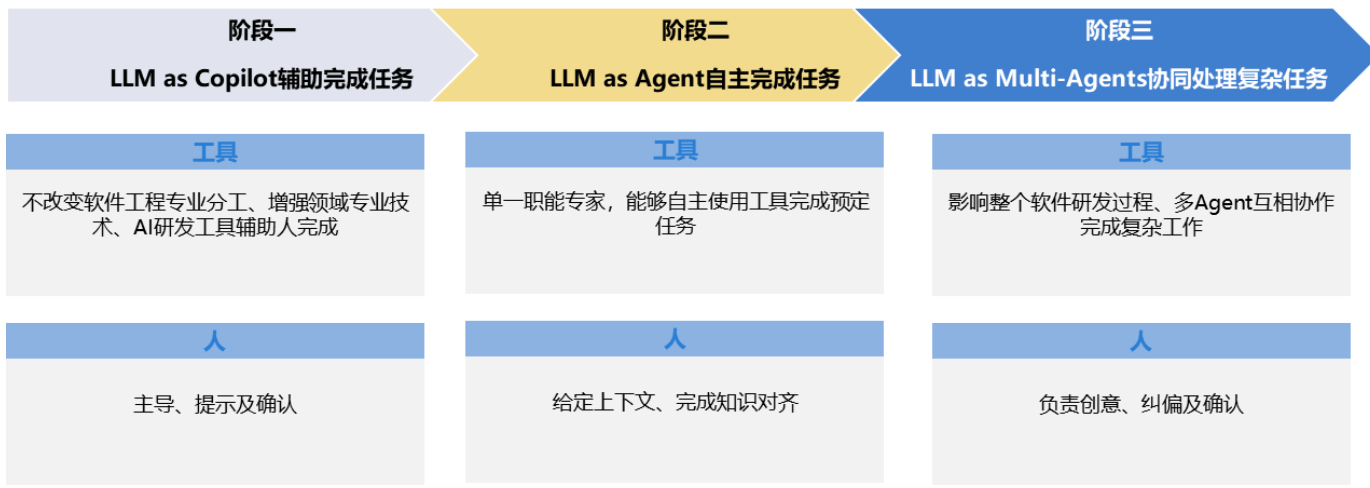 阶段一
LLM as Copilot辅助完成任务
阶段二
LLM as Agent自主完成任务
阶段三
LLM as Multi-Agents协同处理复杂任务
工具
不改变软件工程专业分工、增强领域专业技
术、AI研发工具辅助人完成
工具
单一职能专家，能够自主使用工具完成预定
任务
工具
影响整个软件研发过程、多Agent互相协作
完成复杂工作
人
主导、提示及确认
人
给定上下文、完成知识对齐
人
负责创意、纠偏及确认